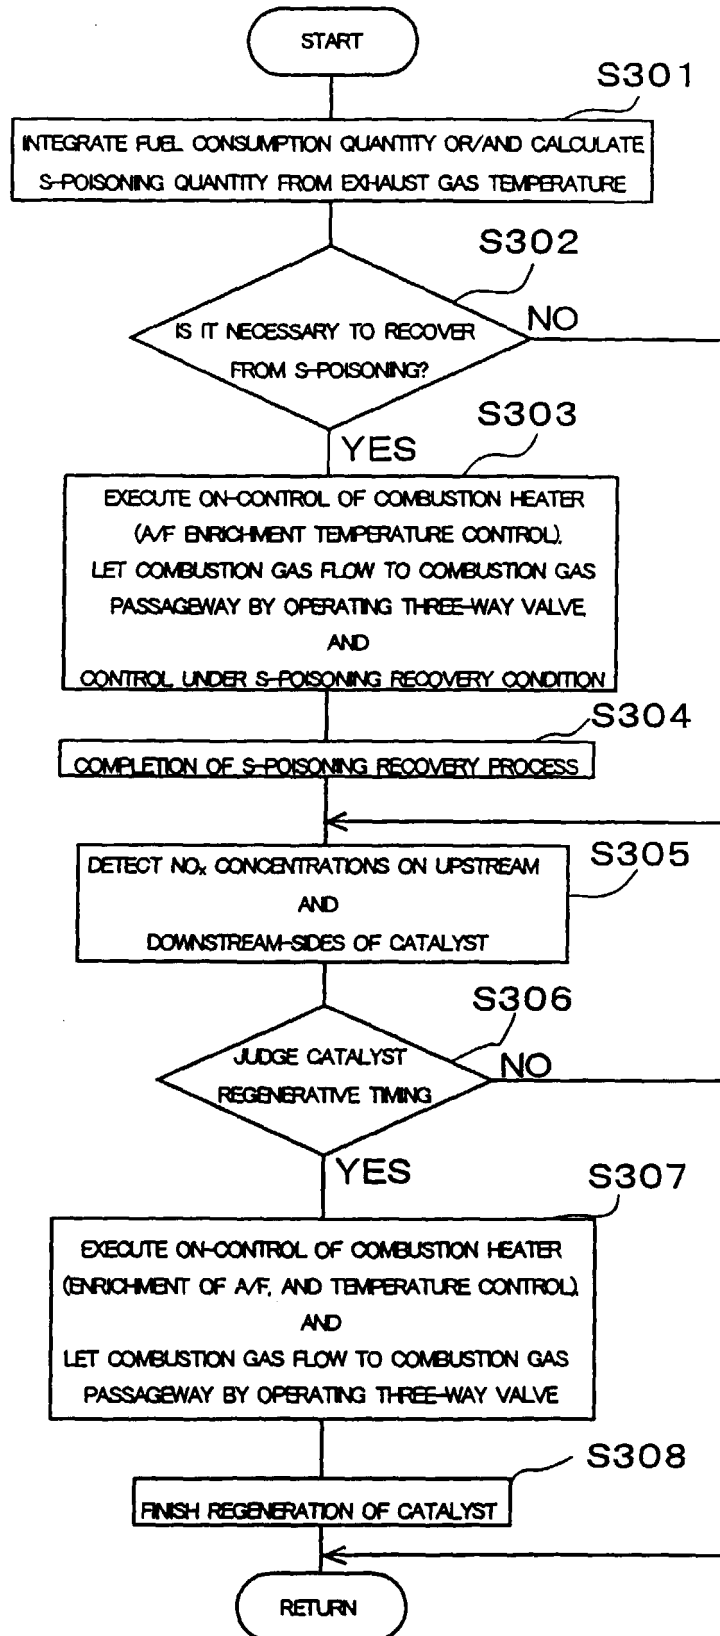 START
S301
INTEGRATE FUEL CONSUMPTION QUANTITY OR/AND CALCULATE
S-POISONING QUANTITY FROM EXHAUST GAS TEMPERATURE
S302
IS IT NECESSARY TO RECOVER
FROM S-POISONING?
NO
YES
S303
EXECUTE ON-CONTROL OF COMBUSTION HEATER
(A/F ENRICHMENT TEMPERATURE CONTROL),
LET COMBUSTION GAS FLOW TO COMBUSTION GAS
PASSAGEWAY BY OPERATING THREE-WAY VALVE,
AND
CONTROL UNDER S-POISONING RECOVERY CONDITION
S304
COMPLETION OF S-POISONING RECOVERY PROCESS
S305
DETECT NOx CONCENTRATIONS ON UPSTREAM
AND
DOWNSTREAM-SIDES OF CATALYST
S306
JUDGE CATALYST
REGENERATIVE TIMING
NO
YES
S307
EXECUTE ON-CONTROL OF COMBUSTION HEATER
(ENRICHMENT OF A/F, AND TEMPERATURE CONTROL),
AND
LET COMBUSTION GAS FLOW TO COMBUSTION GAS
PASSAGEWAY BY OPERATING THREE-WAY VALVE
S308
FINISH REGENERATION OF CATALYST
RETURN